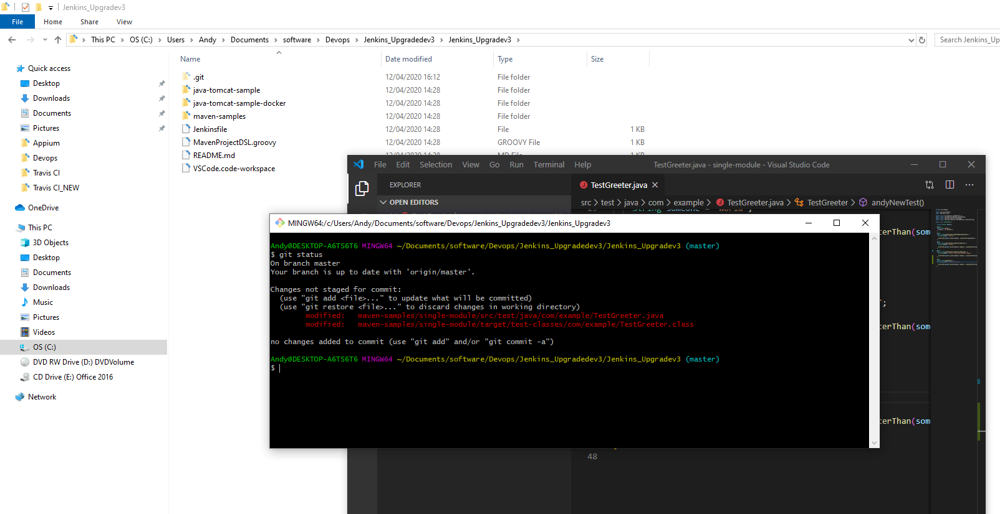 Jenkins_Upgradev3
File Home Share View
This PC > OS (C:) > Users > Andy > Documents > software > Devops > Jenkins_Upgradedev3 > Jenkins_Upgradev3 >
Search Jenkins_Up
Quick access
Desktop
Downloads
Documents
Pictures
Appium
Devops
Travis CI
Travis CI_NEW
OneDrive
This PC
3D Objects
Desktop
Documents
Downloads
Music
Pictures
Videos
OS (C:)
DVD RW Drive (D:) DVDVolume
CD Drive (E:) Office 2016
Network
Name Date modified Type Size
.git 12/04/2020 16:12 File folder
java-tomcat-sample 12/04/2020 14:28 File folder
java-tomcat-sample-docker 12/04/2020 14:28 File folder
maven-samples 12/04/2020 14:28 File folder
Jenkinsfile 12/04/2020 14:28 File 1 KB
MavenProjectDSL.groovy 12/04/2020 14:28 GROOVY File 1 KB
README.md 12/04/2020 14:28 MD File 1 KB
VSCode.code-workspace
File Edit Selection View Go Run Terminal Help
TestGreeter.java - single-module - Visual Studio Code
EXPLORER
OPEN EDITORS
TestGreeter.java
src > test > java > com > example > TestGreeter.java > TestGreeter > andyNewTest()
String someone = "World";
terThan(som
";
terThan(som
terThan(som
48
MINGW64:/c/Users/Andy/Documents/software/Devops/Jenkins_Upgradedev3/Jenkins_Upgradev3
Andy@DESKTOP-A6TS6T6 MINGW64 ~/Documents/software/Devops/Jenkins_Upgradedev3/Jenkins_Upgradev3 (master)
$ git status
On branch master
Your branch is up to date with 'origin/master'.
Changes not staged for commit:
(use "git add <file>..." to update what will be committed)
(use "git restore <file>..." to discard changes in working directory)
modified: maven-samples/single-module/src/test/java/com/example/TestGreeter.java
modified: maven-samples/single-module/target/test-classes/com/example/TestGreeter.class
no changes added to commit (use "git add" and/or "git commit -a")
Andy@DESKTOP-A6TS6T6 MINGW64 ~/Documents/software/Devops/Jenkins_Upgradedev3/Jenkins_Upgradev3 (master)
$